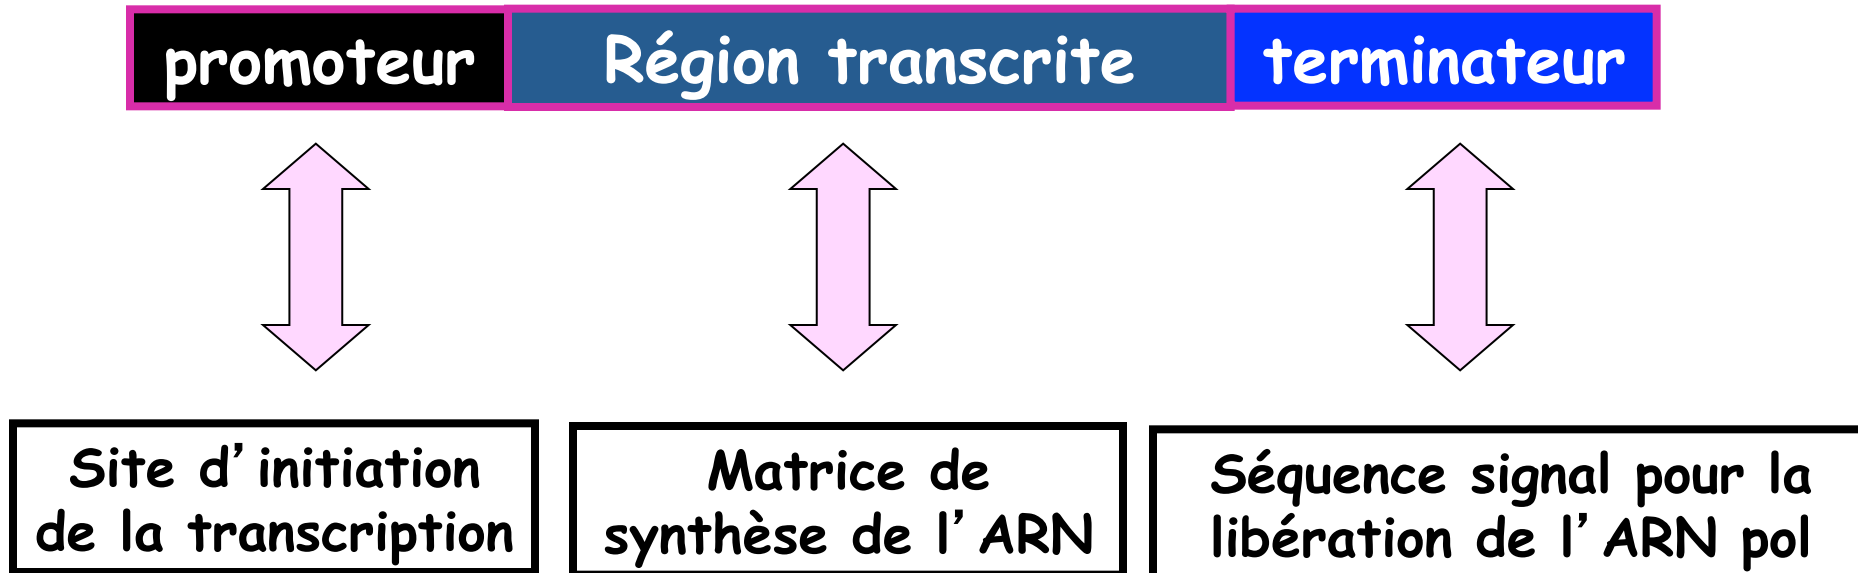 promoteur
Région transcrite
terminateur
Site d’initiation
de la transcription
Matrice de
synthèse de l’ARN
Séquence signal pour la
libération de l’ARN pol